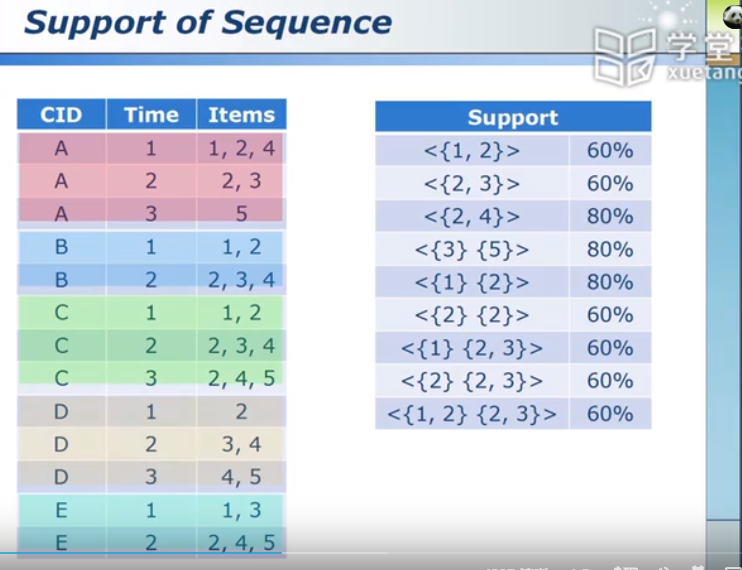 Support of Sequence
学堂
xuetang
CID Time Items
A 1 1, 2, 4
A 2 2, 3
A 3 5
B 1 1, 2
B 2 2, 3, 4
C 1 1, 2
C 2 2, 3, 4
C 3 2, 4, 5
D 1 2
D 2 3, 4
D 3 4, 5
E 1 1, 3
E 2 2, 4, 5
Support
<{1, 2}> 60%
<{2, 3}> 60%
<{2, 4}> 80%
<{3} {5}> 80%
<{1} {2}> 80%
<{2} {2}> 60%
<{1} {2, 3}> 60%
<{2} {2, 3}> 60%
<{1, 2} {2, 3}> 60%